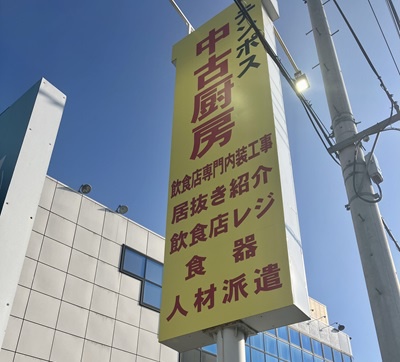 テンポス
中古厨房
飲食店専門内装工事
居抜き紹介
飲食店レジ
食器
人材派遣